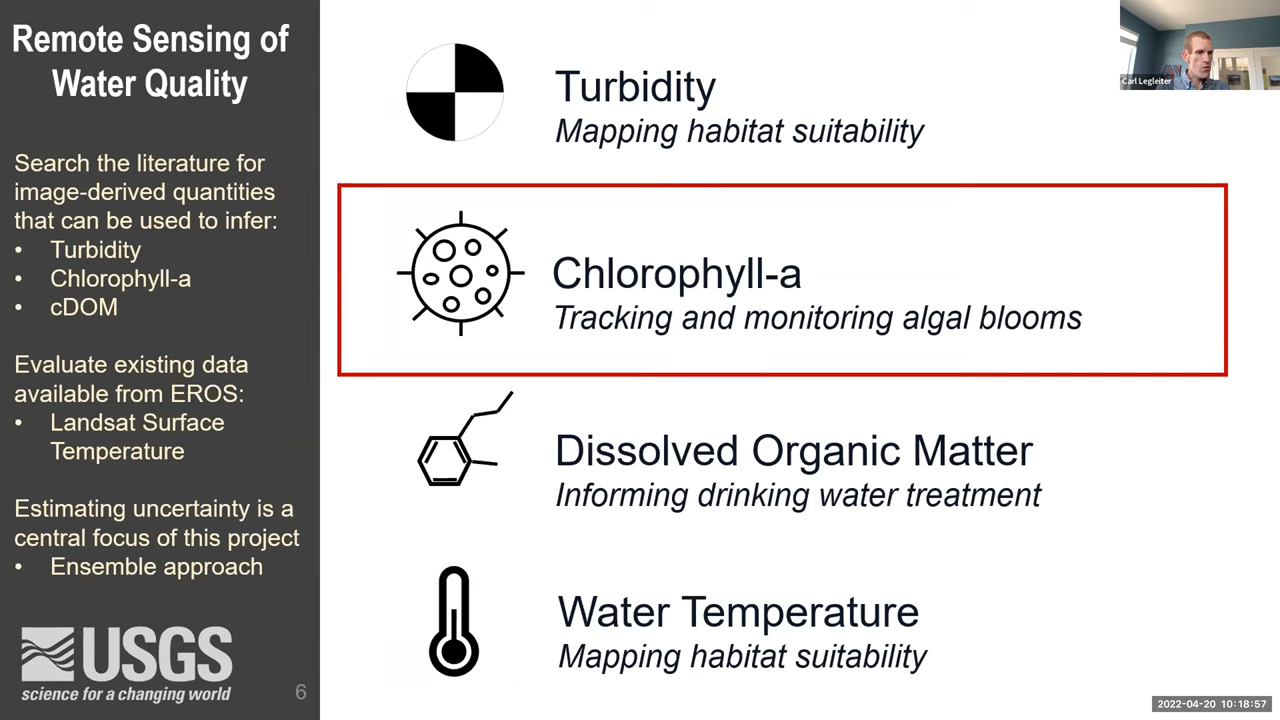 Remote Sensing of
Water Quality
Search the literature for
image-derived quantities
that can be used to infer:
• Turbidity
• Chlorophyll-a
• cDOM
Evaluate existing data
available from EROS:
• Landsat Surface
Temperature
Estimating uncertainty is a
central focus of this project
• Ensemble approach
USGS
science for a changing world
6
Turbidity
Mapping habitat suitability
Chlorophyll-a
Tracking and monitoring algal blooms
Dissolved Organic Matter
Informing drinking water treatment
Water Temperature
Mapping habitat suitability
Carl Legleiter
2022-04-20 10:18:57